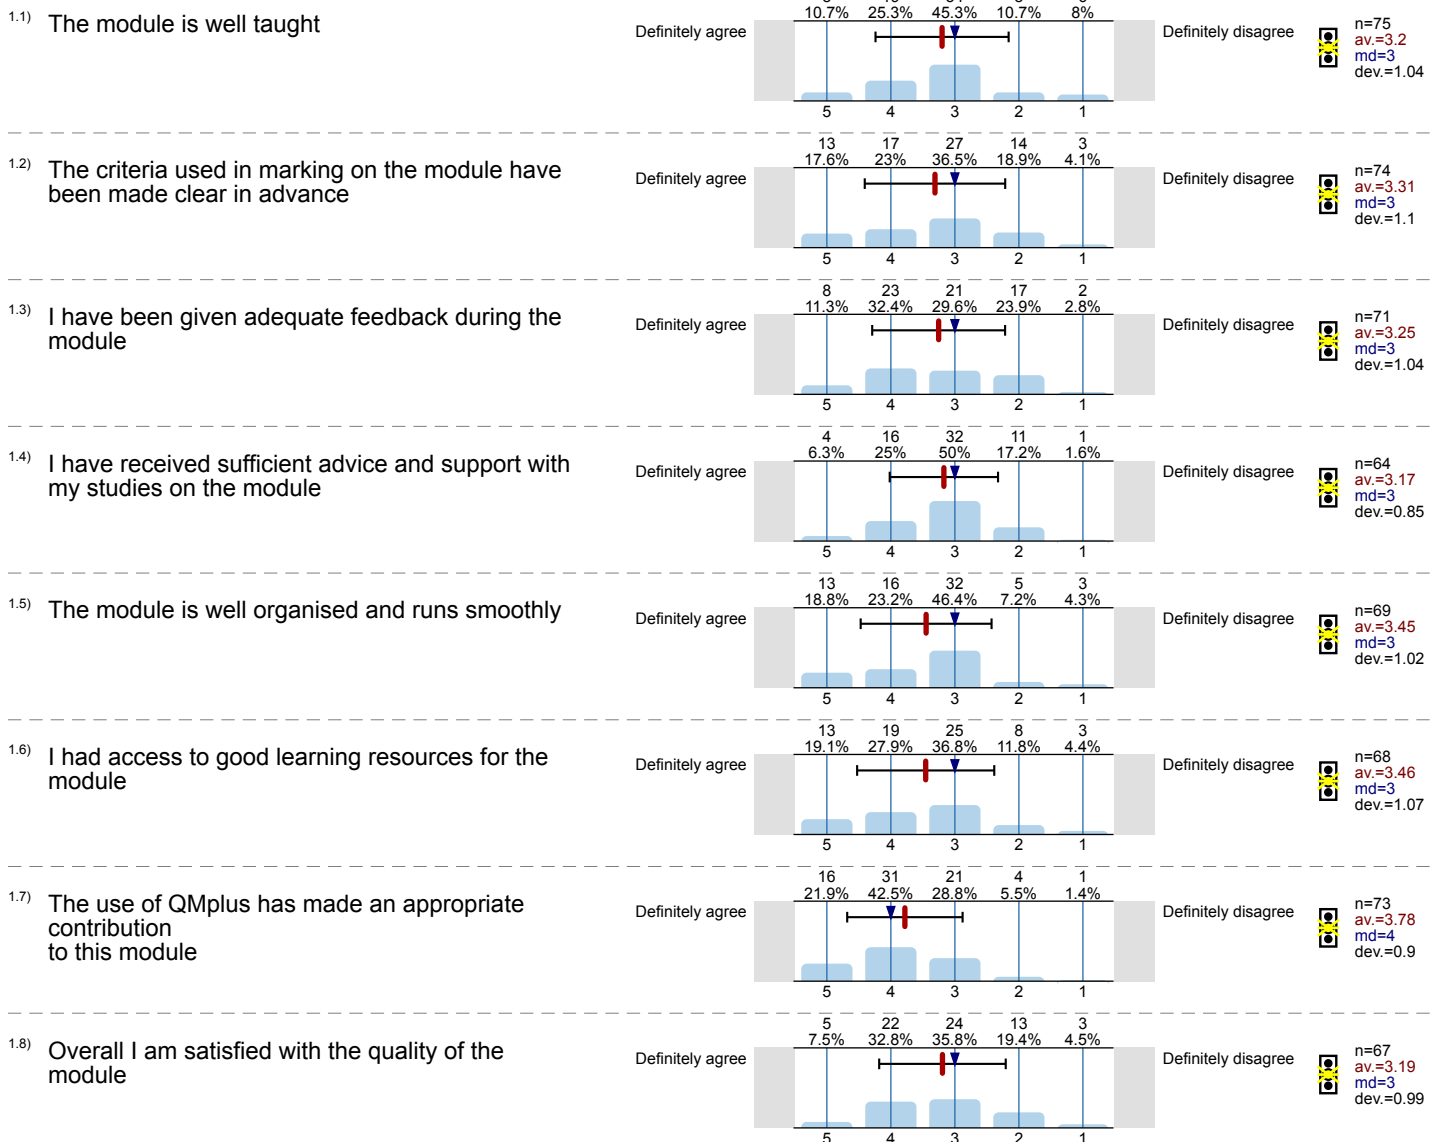 1.1) The module is well taught
Definitely agree
10.7% 25.3% 45.3% 10.7% 8%
5 4 3 2 1
Definitely disagree
n=75
av.=3.2
md=3
dev.=1.04
1.2) The criteria used in marking on the module have
been made clear in advance
Definitely agree
13 17 27 14 3
17.6% 23% 36.5% 18.9% 4.1%
5 4 3 2 1
Definitely disagree
n=74
av.=3.31
md=3
dev.=1.1
1.3) I have been given adequate feedback during the
module
Definitely agree
8 23 21 17 2
11.3% 32.4% 29.6% 23.9% 2.8%
5 4 3 2 1
Definitely disagree
n=71
av.=3.25
md=3
dev.=1.04
1.4) I have received sufficient advice and support with
my studies on the module
Definitely agree
4 16 32 11 1
6.3% 25% 50% 17.2% 1.6%
5 4 3 2 1
Definitely disagree
n=64
av.=3.17
md=3
dev.=0.85
1.5) The module is well organised and runs smoothly
Definitely agree
13 16 32 5 3
18.8% 23.2% 46.4% 7.2% 4.3%
5 4 3 2 1
Definitely disagree
n=69
av.=3.45
md=3
dev.=1.02
1.6) I had access to good learning resources for the
module
Definitely agree
13 19 25 8 3
19.1% 27.9% 36.8% 11.8% 4.4%
5 4 3 2 1
Definitely disagree
n=68
av.=3.46
md=3
dev.=1.07
1.7) The use of QMplus has made an appropriate
contribution
to this module
Definitely agree
16 31 21 4 1
21.9% 42.5% 28.8% 5.5% 1.4%
5 4 3 2 1
Definitely disagree
n=73
av.=3.78
md=4
dev.=0.9
1.8) Overall I am satisfied with the quality of the
module
Definitely agree
5 22 24 13 3
7.5% 32.8% 35.8% 19.4% 4.5%
5 4 3 2 1
Definitely disagree
n=67
av.=3.19
md=3
dev.=0.99